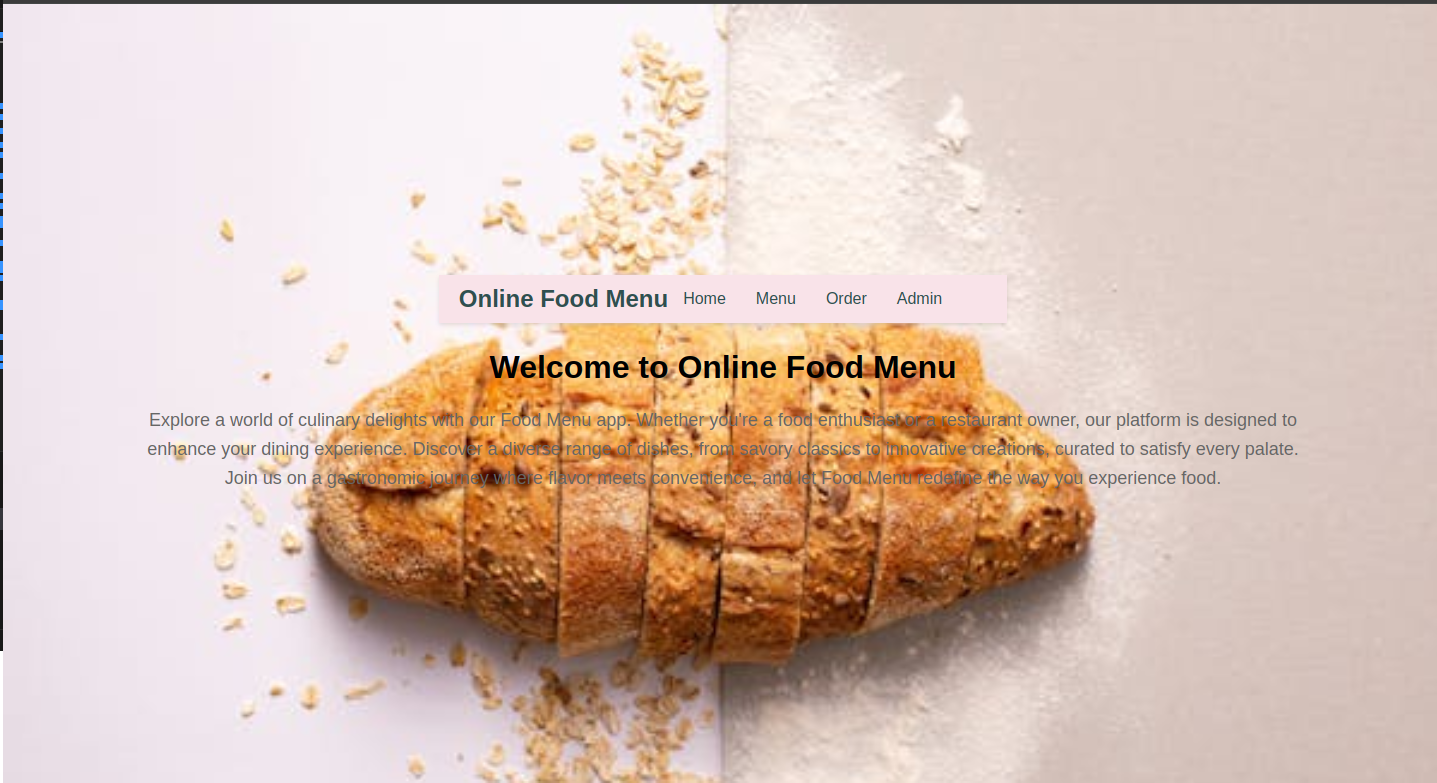 Online Food Menu Home Menu Order Admin
Welcome to Online Food Menu
Explore a world of culinary delights with our Food Menu app. Whether you're a food enthusiast or a restaurant owner, our platform is designed to
enhance your dining experience. Discover a diverse range of dishes, from savory classics to innovative creations, curated to satisfy every palate.
Join us on a gastronomic journey where flavor meets convenience, and let Food Menu redefine the way you experience food.